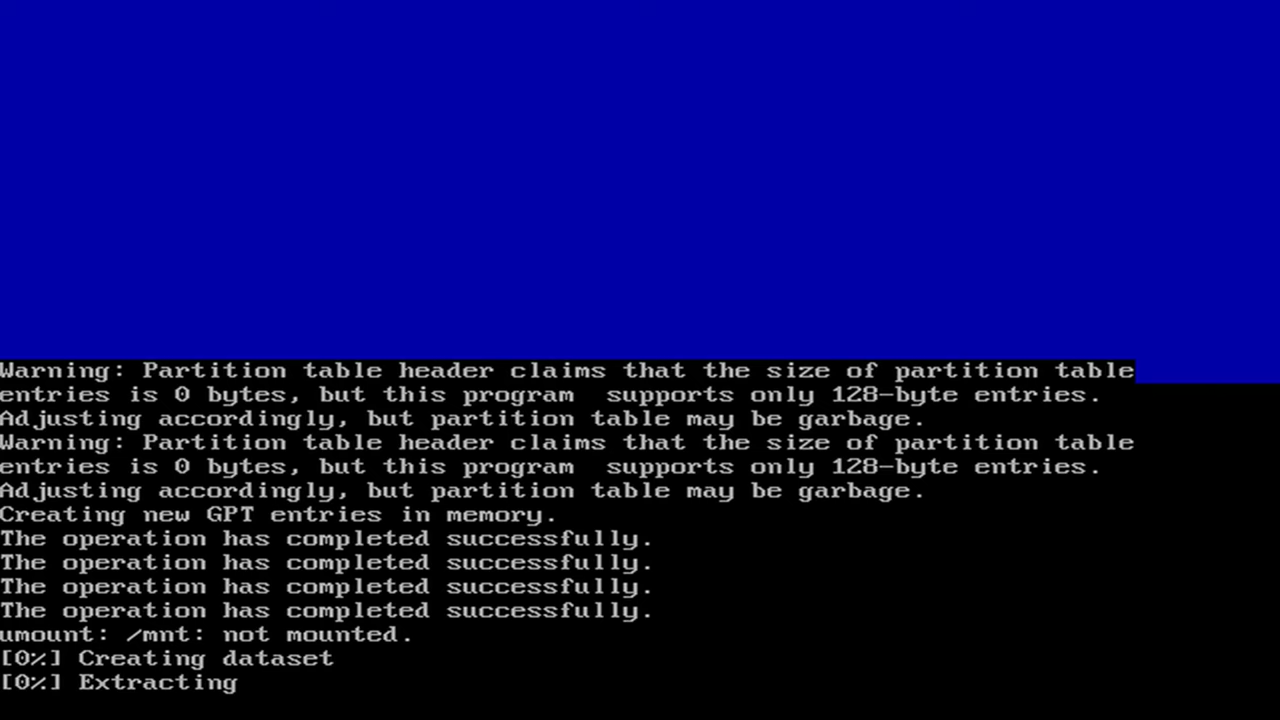 Warning: Partition table header claims that the size of partition table
entries is 0 bytes, but this program  supports only 128-byte entries.
Adjusting accordingly, but partition table may be garbage.
Warning: Partition table header claims that the size of partition table
entries is 0 bytes, but this program  supports only 128-byte entries.
Adjusting accordingly, but partition table may be garbage.
Creating new GPT entries in memory.
The operation has completed successfully.
The operation has completed successfully.
The operation has completed successfully.
The operation has completed successfully.
umount: /mnt: not mounted.
[0%] Creating dataset
[0%] Extracting